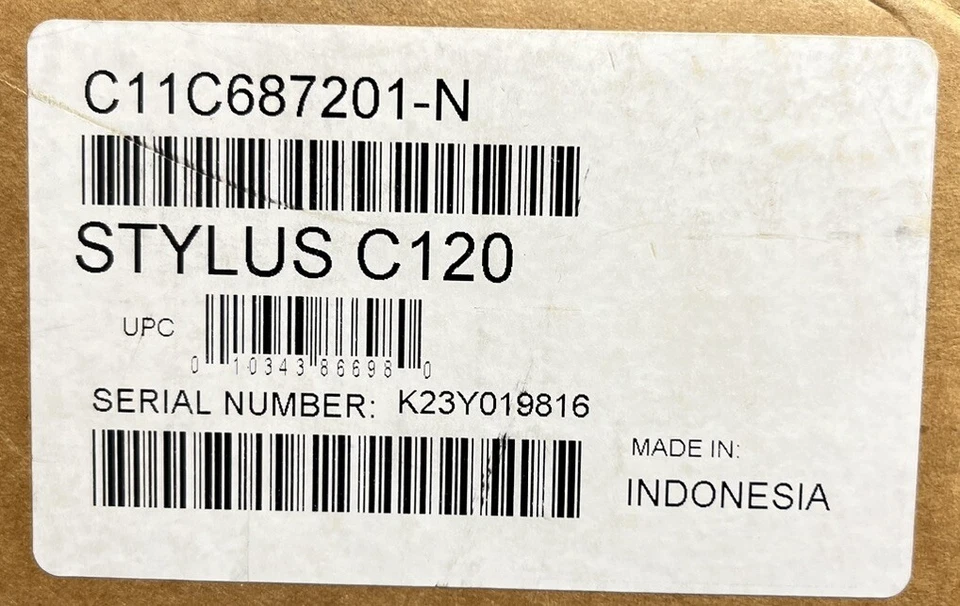 C11C687201-N
STYLUS C120
UPC
0 10343 86698 0
SERIAL NUMBER: K23Y019816
MADE IN:
INDONESIA